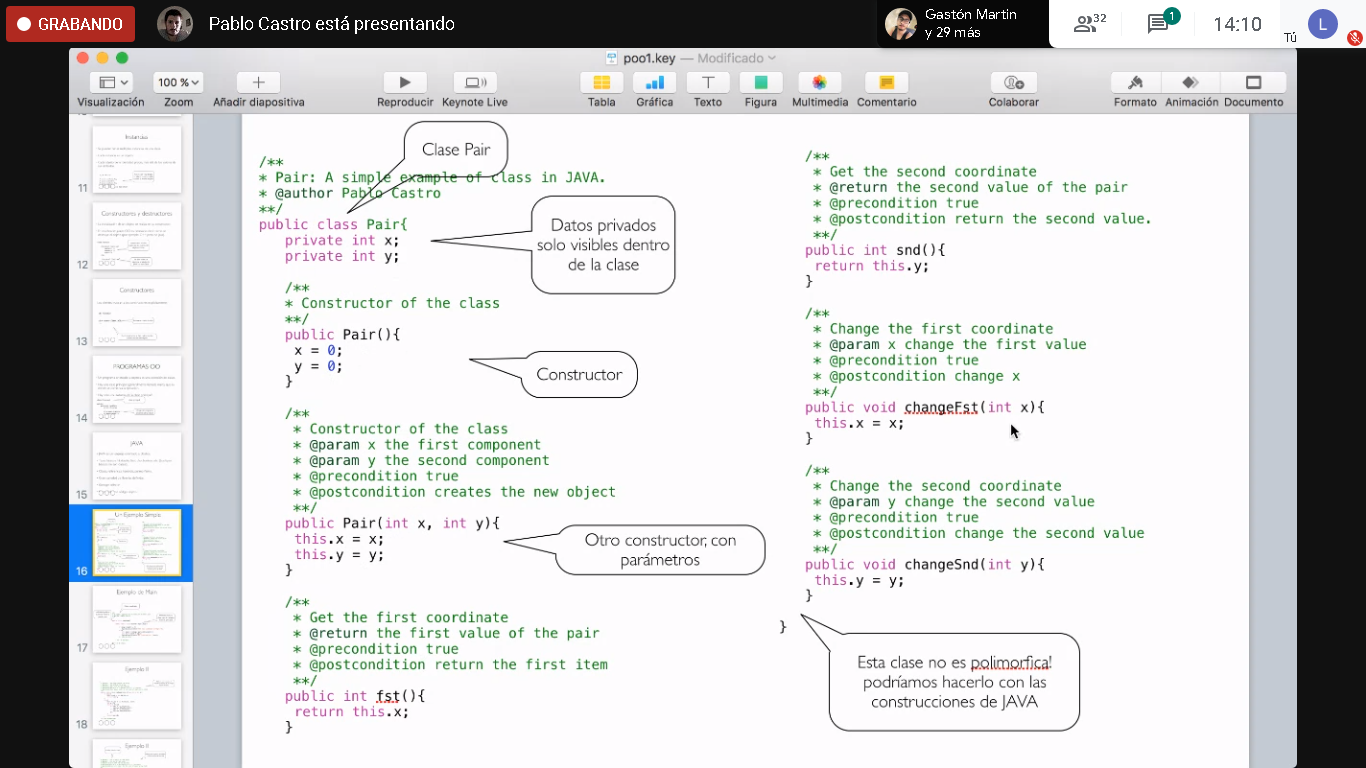 GRABANDO
Pablo Castro está presentando
Gastón Martin
y 29 más
32
1
14:10
L
Tú
poo1.key — Modificado
100 %
Visualización
Zoom
Añadir diapositiva
Reproducir
Keynote Live
Tabla
Gráfica
Texto
Figura
Multimedia
Comentario
Colaborar
Formato
Animación
Documento
Instancias
11
Constructores y destructores
12
Constructores
13
14
JAVA
15
Un Ejemplo Simple
16
Ejemplo de Main
17
Ejemplo II
18
Ejemplo II
Clase Pair
/**
* Pair: A simple example of class in JAVA.
* @author Pablo Castro
**/
public class Pair{
private int x;
private int y;
Datos privados
solo visibles dentro
de la clase
/**
* Constructor of the class
**/
public Pair(){
x = 0;
y = 0;
}
Constructor
/**
* Constructor of the class
* @param x the first component
* @param y the second component
* @precondition true
* @postcondition creates the new object
**/
public Pair(int x, int y){
this.x = x;
this.y = y;
}
Otro constructor, con
parámetros
/**
* Get the first coordinate
* @return the first value of the pair
* @precondition true
* @postcondition return the first item
**/
public int fst(){
return this.x;
}
/**
* Get the second coordinate
* @return the second value of the pair
* @precondition true
* @postcondition return the second value.
**/
public int snd(){
return this.y;
}
/**
* Change the first coordinate
* @param x change the first value
* @precondition true
* @postcondition change x
**/
public void changeFst(int x){
this.x = x;
}
/**
* Change the second coordinate
* @param y change the second value
* @precondition true
* @postcondition change the second value
**/
public void changeSnd(int y){
this.y = y;
}
}
Esta clase no es polimorfica!
podríamos hacerlo con las
construcciones de JAVA